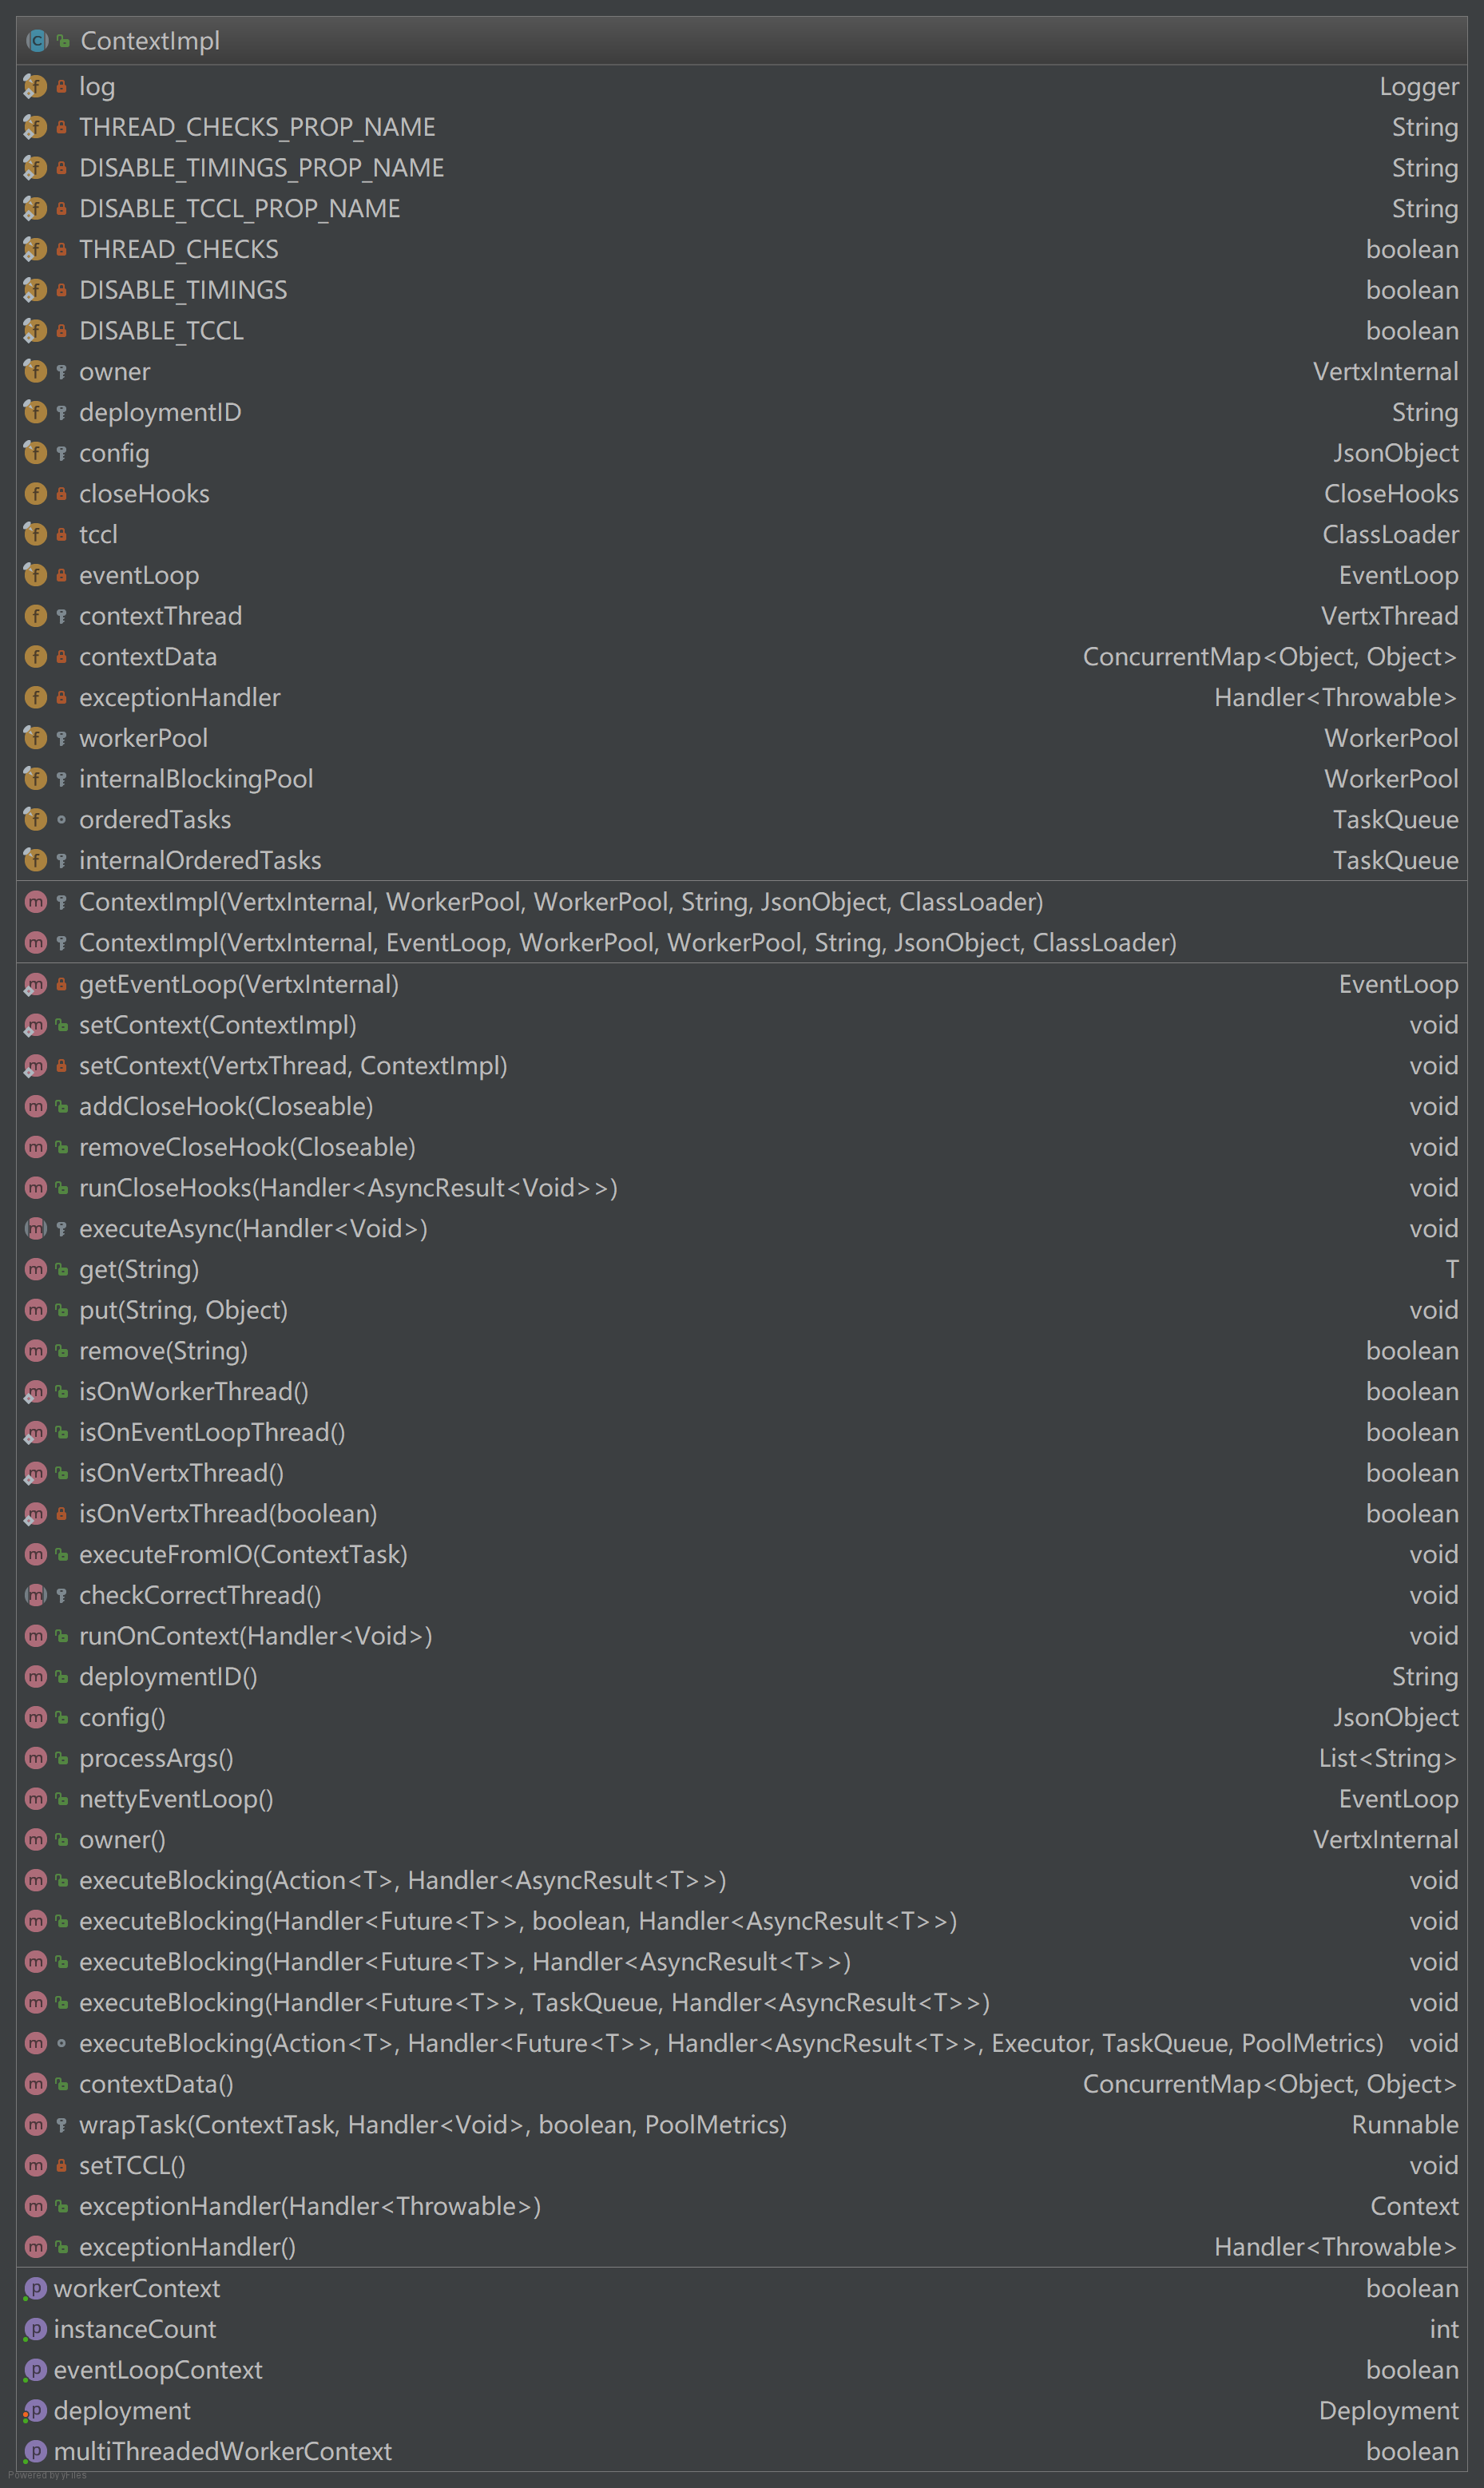 ContextImpl
log Logger
THREAD_CHECKS_PROP_NAME String
DISABLE_TIMINGS_PROP_NAME String
DISABLE_TCCL_PROP_NAME String
THREAD_CHECKS boolean
DISABLE_TIMINGS boolean
DISABLE_TCCL boolean
owner VertxInternal
deploymentID String
config JsonObject
closeHooks CloseHooks
tccl ClassLoader
eventLoop EventLoop
contextThread VertxThread
contextData ConcurrentMap<Object, Object>
exceptionHandler Handler<Throwable>
workerPool WorkerPool
internalBlockingPool WorkerPool
orderedTasks TaskQueue
internalOrderedTasks TaskQueue
ContextImpl(VertxInternal, WorkerPool, WorkerPool, String, JsonObject, ClassLoader)
ContextImpl(VertxInternal, EventLoop, WorkerPool, WorkerPool, String, JsonObject, ClassLoader)
getEventLoop(VertxInternal) EventLoop
setContext(ContextImpl) void
setContext(VertxThread, ContextImpl) void
addCloseHook(Closeable) void
removeCloseHook(Closeable) void
runCloseHooks(Handler<AsyncResult<Void>>) void
executeAsync(Handler<Void>) void
get(String) T
put(String, Object) void
remove(String) boolean
isOnWorkerThread() boolean
isOnEventLoopThread() boolean
isOnVertxThread() boolean
isOnVertxThread(boolean) boolean
executeFromIO(ContextTask) void
checkCorrectThread() void
runOnContext(Handler<Void>) void
deploymentID() String
config() JsonObject
processArgs() List<String>
nettyEventLoop() EventLoop
owner() VertxInternal
executeBlocking(Action<T>, Handler<AsyncResult<T>>) void
executeBlocking(Handler<Future<T>>, boolean, Handler<AsyncResult<T>>) void
executeBlocking(Handler<Future<T>>, Handler<AsyncResult<T>>) void
executeBlocking(Handler<Future<T>>, TaskQueue, Handler<AsyncResult<T>>) void
executeBlocking(Action<T>, Handler<Future<T>>, Handler<AsyncResult<T>>, Executor, TaskQueue, PoolMetrics) void
contextData() ConcurrentMap<Object, Object>
wrapTask(ContextTask, Handler<Void>, boolean, PoolMetrics) Runnable
setTCCL() void
exceptionHandler(Handler<Throwable>) Context
exceptionHandler() Handler<Throwable>
workerContext boolean
instanceCount int
eventLoopContext boolean
deployment Deployment
multiThreadedWorkerContext boolean
Powered by yFiles